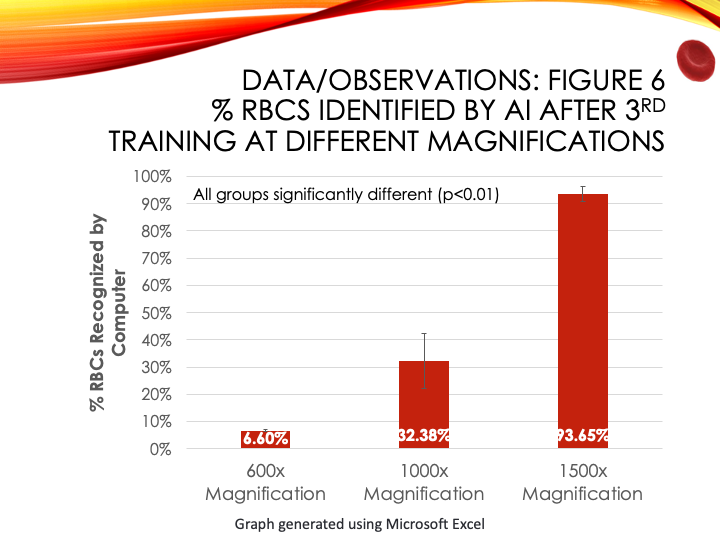 DATA/OBSERVATIONS: FIGURE 6
% RBCS IDENTIFIED BY AI AFTER 3RD
TRAINING AT DIFFERENT MAGNIFICATIONS
% RBCs Recognized by
Computer
100%
90%
80%
70%
60%
50%
40%
30%
20%
10%
0%
All groups significantly different (p<0.01)
6.60%
32.38%
93.65%
600x
Magnification
1000x
Magnification
1500x
Magnification
Graph generated using Microsoft Excel